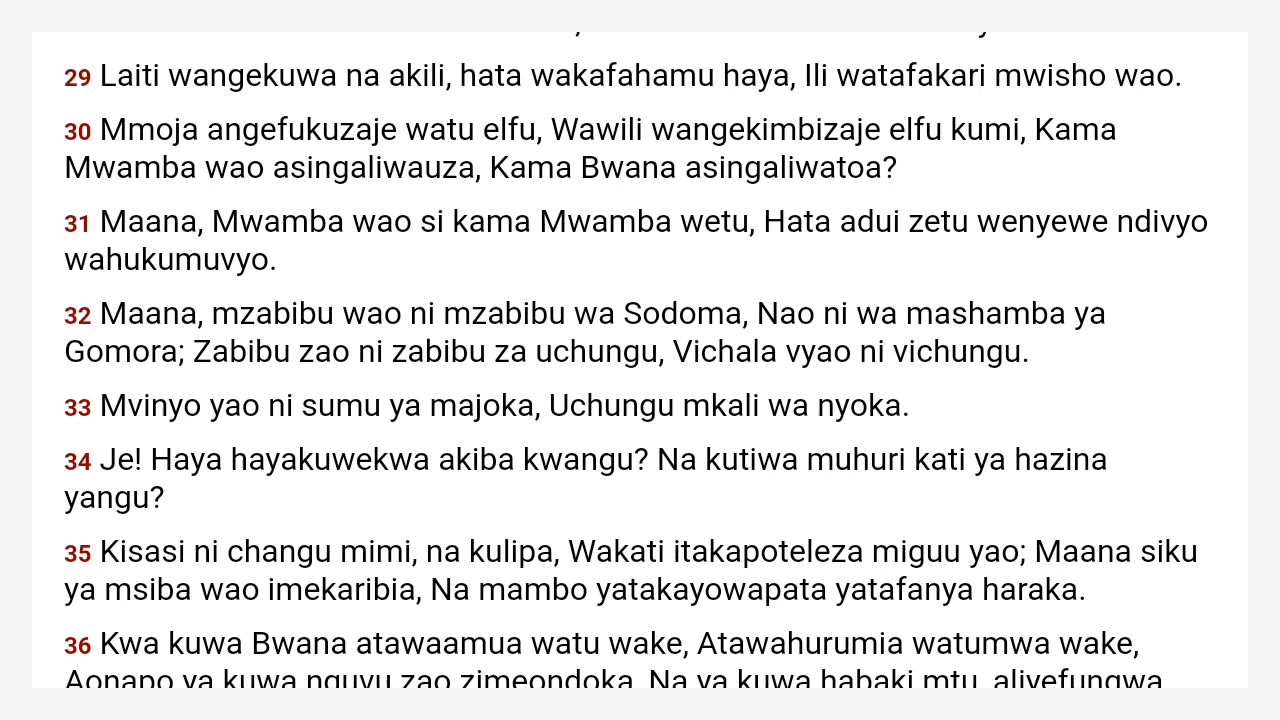 29 Laiti wangekuwa na akili, hata wakafahamu haya, Ili watafakari mwisho wao.
30 Mmoja angefukuzaje watu elfu, Wawili wangekimbizaje elfu kumi, Kama
Mwamba wao asingaliwauza, Kama Bwana asingaliwatoa?
31 Maana, Mwamba wao si kama Mwamba wetu, Hata adui zetu wenyewe ndivyo
wahukumuvyo.
32 Maana, mzabibu wao ni mzabibu wa Sodoma, Nao ni wa mashamba ya
Gomora; Zabibu zao ni zabibu za uchungu, Vichala vyao ni vichungu.
33 Mvinyo yao ni sumu ya majoka, Uchungu mkali wa nyoka.
34 Je! Haya hayakuwekwa akiba kwangu? Na kutiwa muhuri kati ya hazina
yangu?
35 Kisasi ni changu mimi, na kulipa, Wakati itakapoteleza miguu yao; Maana siku
ya msiba wao imekaribia, Na mambo yatakayowapata yatafanya haraka.
36 Kwa kuwa Bwana atawaamua watu wake, Atawahurumia watumwa wake,
Aonapo ya kuwa nguvu zao zimeondoka, Na ya kuwa habaki mtu, aliyefungwa